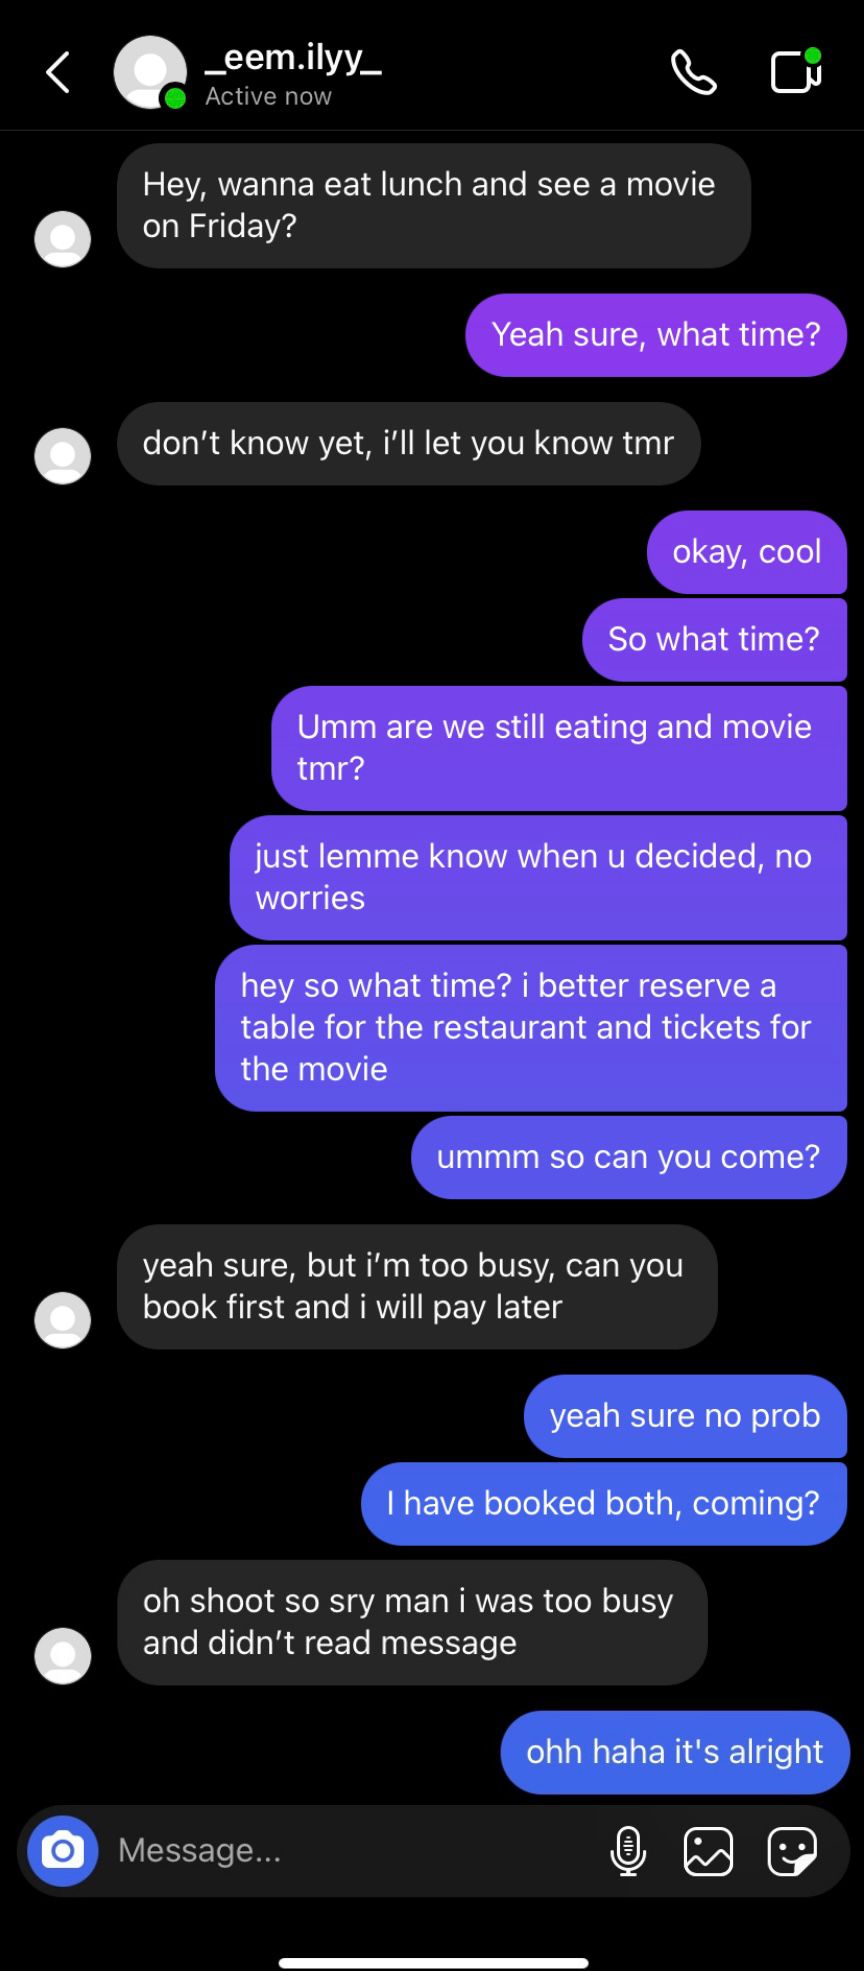 _eem.ilyy_
Active now
Hey, wanna eat lunch and see a movie
on Friday?
Yeah sure, what time?
don’t know yet, i’ll let you know tmr
okay, cool
So what time?
Umm are we still eating and movie
tmr?
just lemme know when u decided, no
worries
hey so what time? i better reserve a
table for the restaurant and tickets for
the movie
ummm so can you come?
yeah sure, but i’m too busy, can you
book first and i will pay later
yeah sure no prob
I have booked both, coming?
oh shoot so sry man i was too busy
and didn’t read message
ohh haha it's alright
Message...